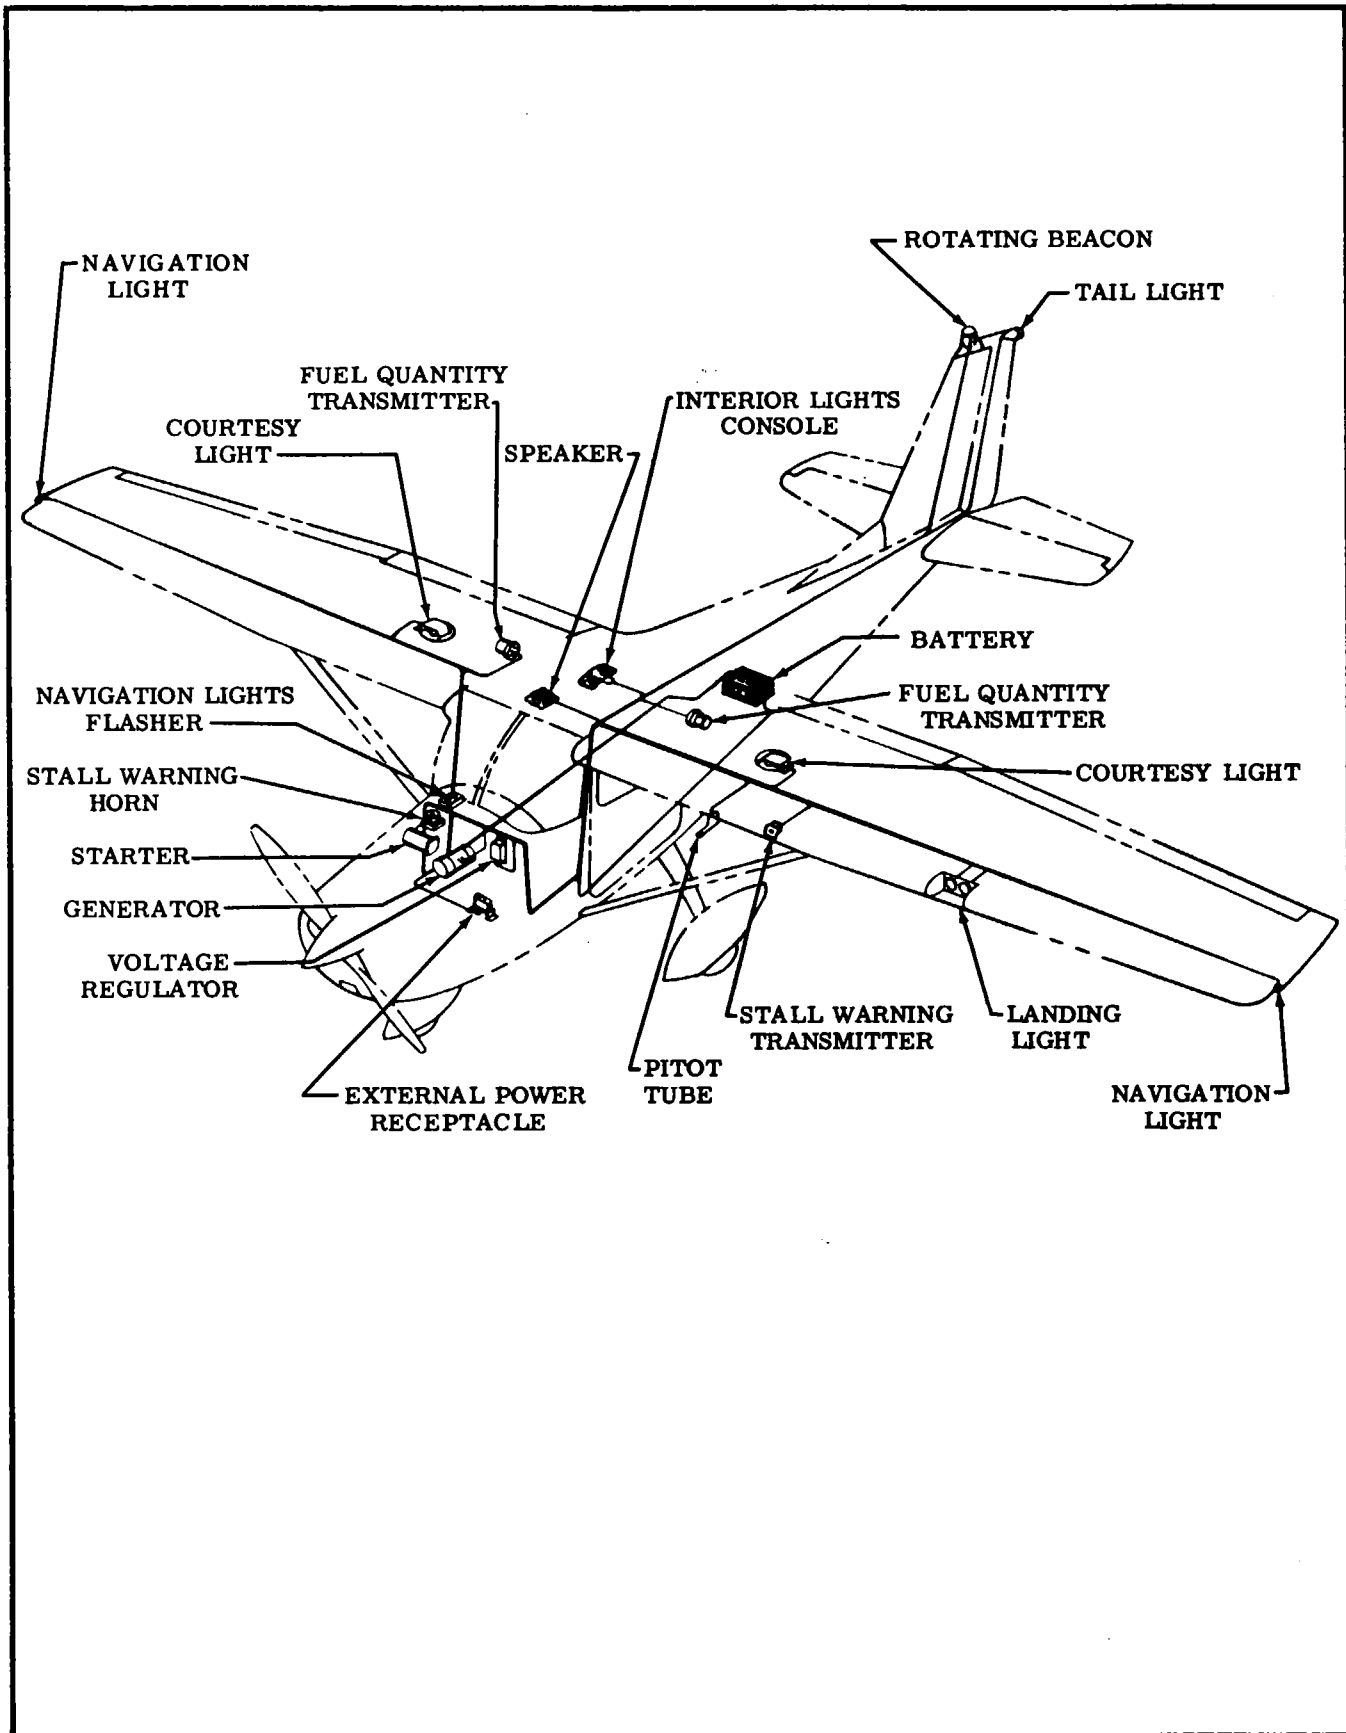 ROTATING BEACON
NAVIGATION
LIGHT
TAIL LIGHT
FUEL QUANTITY
TRANSMITTER
INTERIOR LIGHTS
CONSOLE
COURTESY
LIGHT
SPEAKER
BATTERY
NAVIGATION LIGHTS
FLASHER
FUEL QUANTITY
TRANSMITTER
STALL WARNING
HORN
COURTESY LIGHT
STARTER
GENERATOR
VOLTAGE
REGULATOR
STALL WARNING
TRANSMITTER
LANDING
LIGHT
PITOT
TUBE
EXTERNAL POWER
RECEPTACLE
NAVIGATION
LIGHT